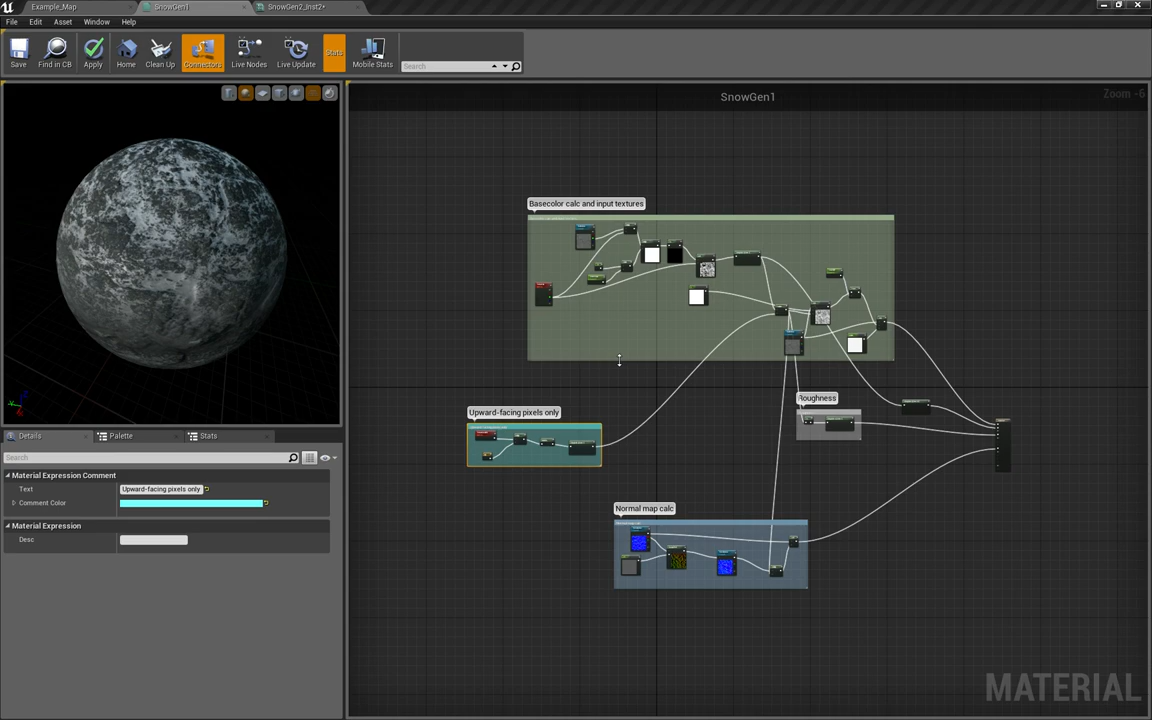 Example_Map
SnowGen1
SnowGen2_Inst2*
File Edit Asset Window Help
Save
Find in CB
Apply
Home
Clean Up
Connectors
Live Nodes
Live Update
Stats
Mobile Stats
Search
SnowGen1
Zoom -6
Basecolor calc and input textures
Upward-facing pixels only
Roughness
Normal map calc
Details
Palette
Stats
Search
Material Expression Comment
Text
Upward-facing pixels only
Comment Color
Material Expression
Desc
MATERIAL